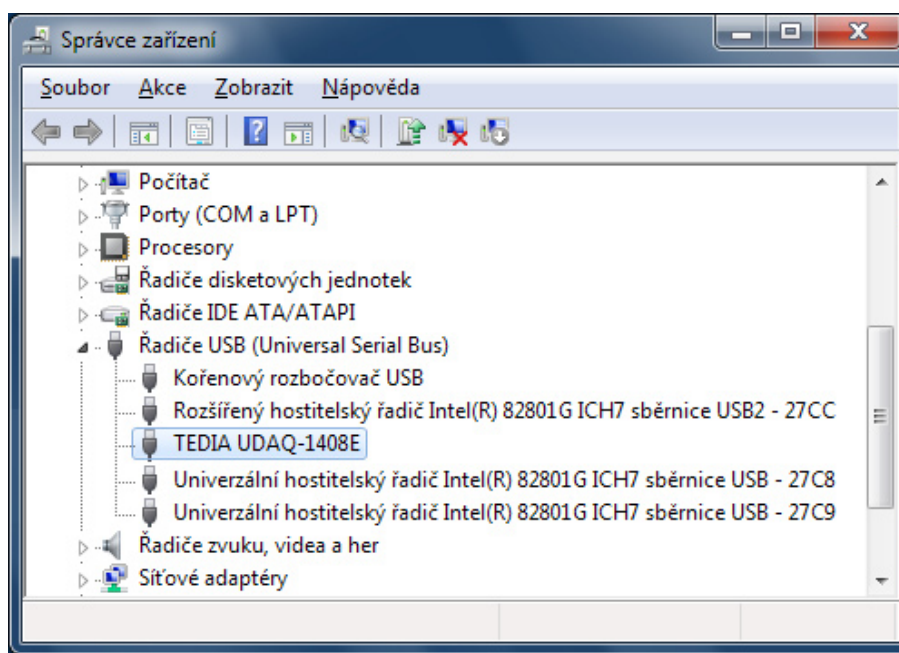 Správce zařízení
Soubor Akce Zobrazit Nápověda
Počítač
Porty (COM a LPT)
Procesory
Řadiče disketových jednotek
Řadiče IDE ATA/ATAPI
Řadiče USB (Universal Serial Bus)
Kořenový rozbočovač USB
Rozšířený hostitelský řadič Intel(R) 82801G ICH7 sběrnice USB2 - 27CC
TEDIA UDAQ-1408E
Univerzální hostitelský řadič Intel(R) 82801G ICH7 sběrnice USB - 27C8
Univerzální hostitelský řadič Intel(R) 82801G ICH7 sběrnice USB - 27C9
Řadiče zvuku, videa a her
Síťové adaptéry